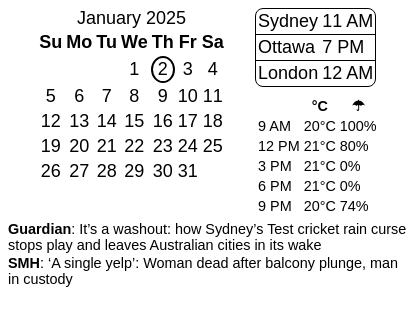 January 2025
Su Mo Tu We Th Fr Sa
1 2 3 4
5 6 7 8 9 10 11
12 13 14 15 16 17 18
19 20 21 22 23 24 25
26 27 28 29 30 31
Sydney 11 AM
Ottawa 7 PM
London 12 AM
°C ☂
9 AM 20°C 100%
12 PM 21°C 80%
3 PM 21°C 0%
6 PM 21°C 0%
9 PM 20°C 74%
Guardian: It’s a washout: how Sydney’s Test cricket rain curse
stops play and leaves Australian cities in its wake
SMH: ‘A single yelp’: Woman dead after balcony plunge, man
in custody